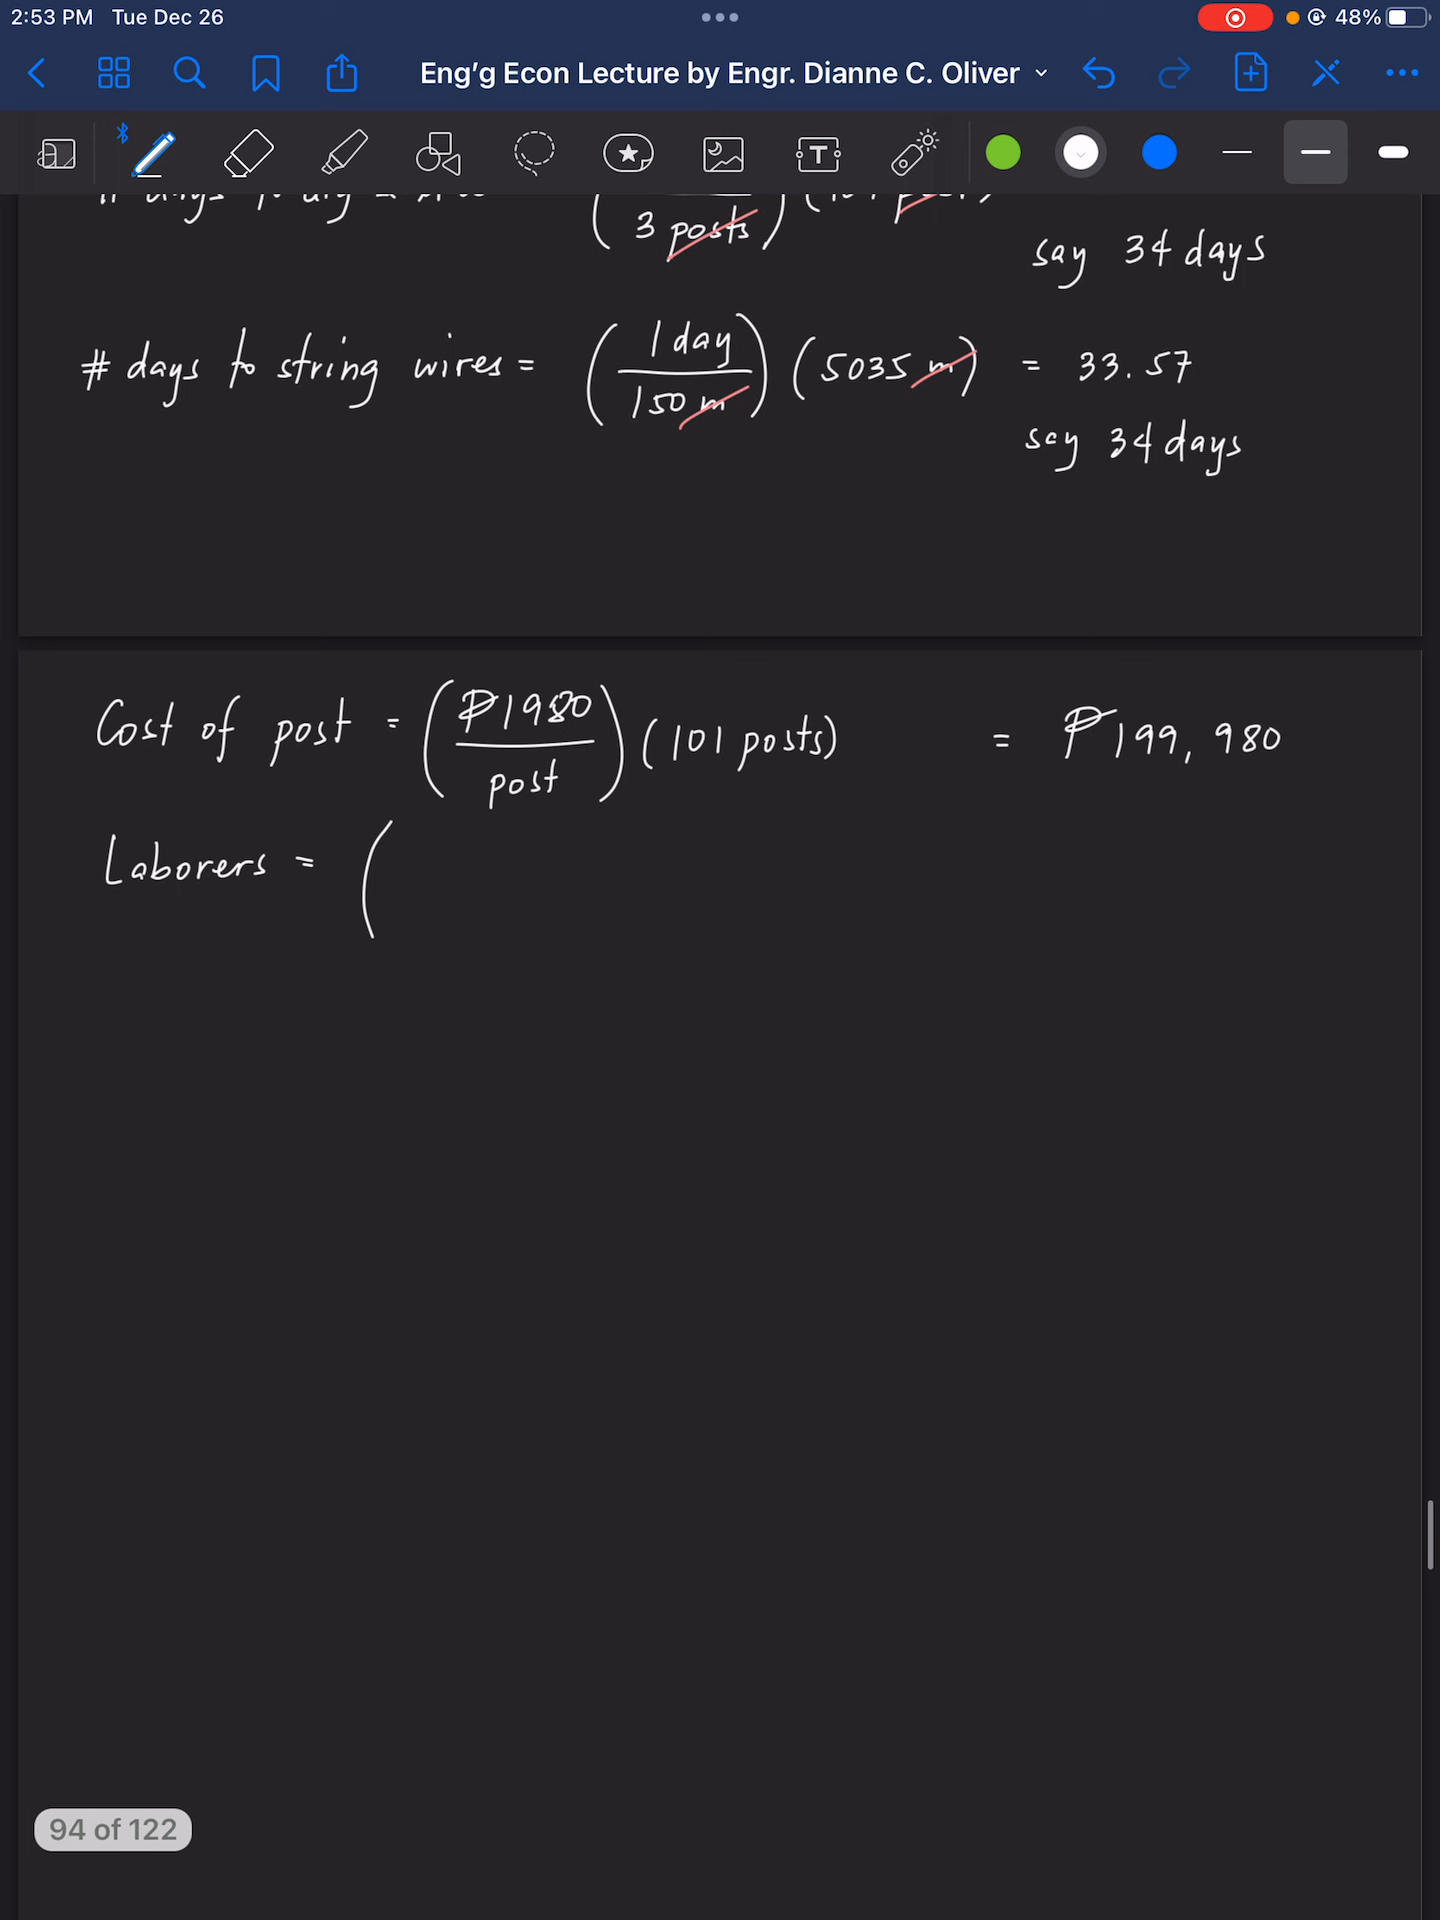 2:53 PM Tue Dec 26 48%
Eng'g Econ Lecture by Engr. Dianne C. Oliver
T
3 posts
say 34 days
# days to string wires = (1 day / 150 m) (5035 m) = 33.57
say 34 days
Cost of post = (₱1980 / post) (101 posts) = ₱199,980
Laborers = (
94 of 122